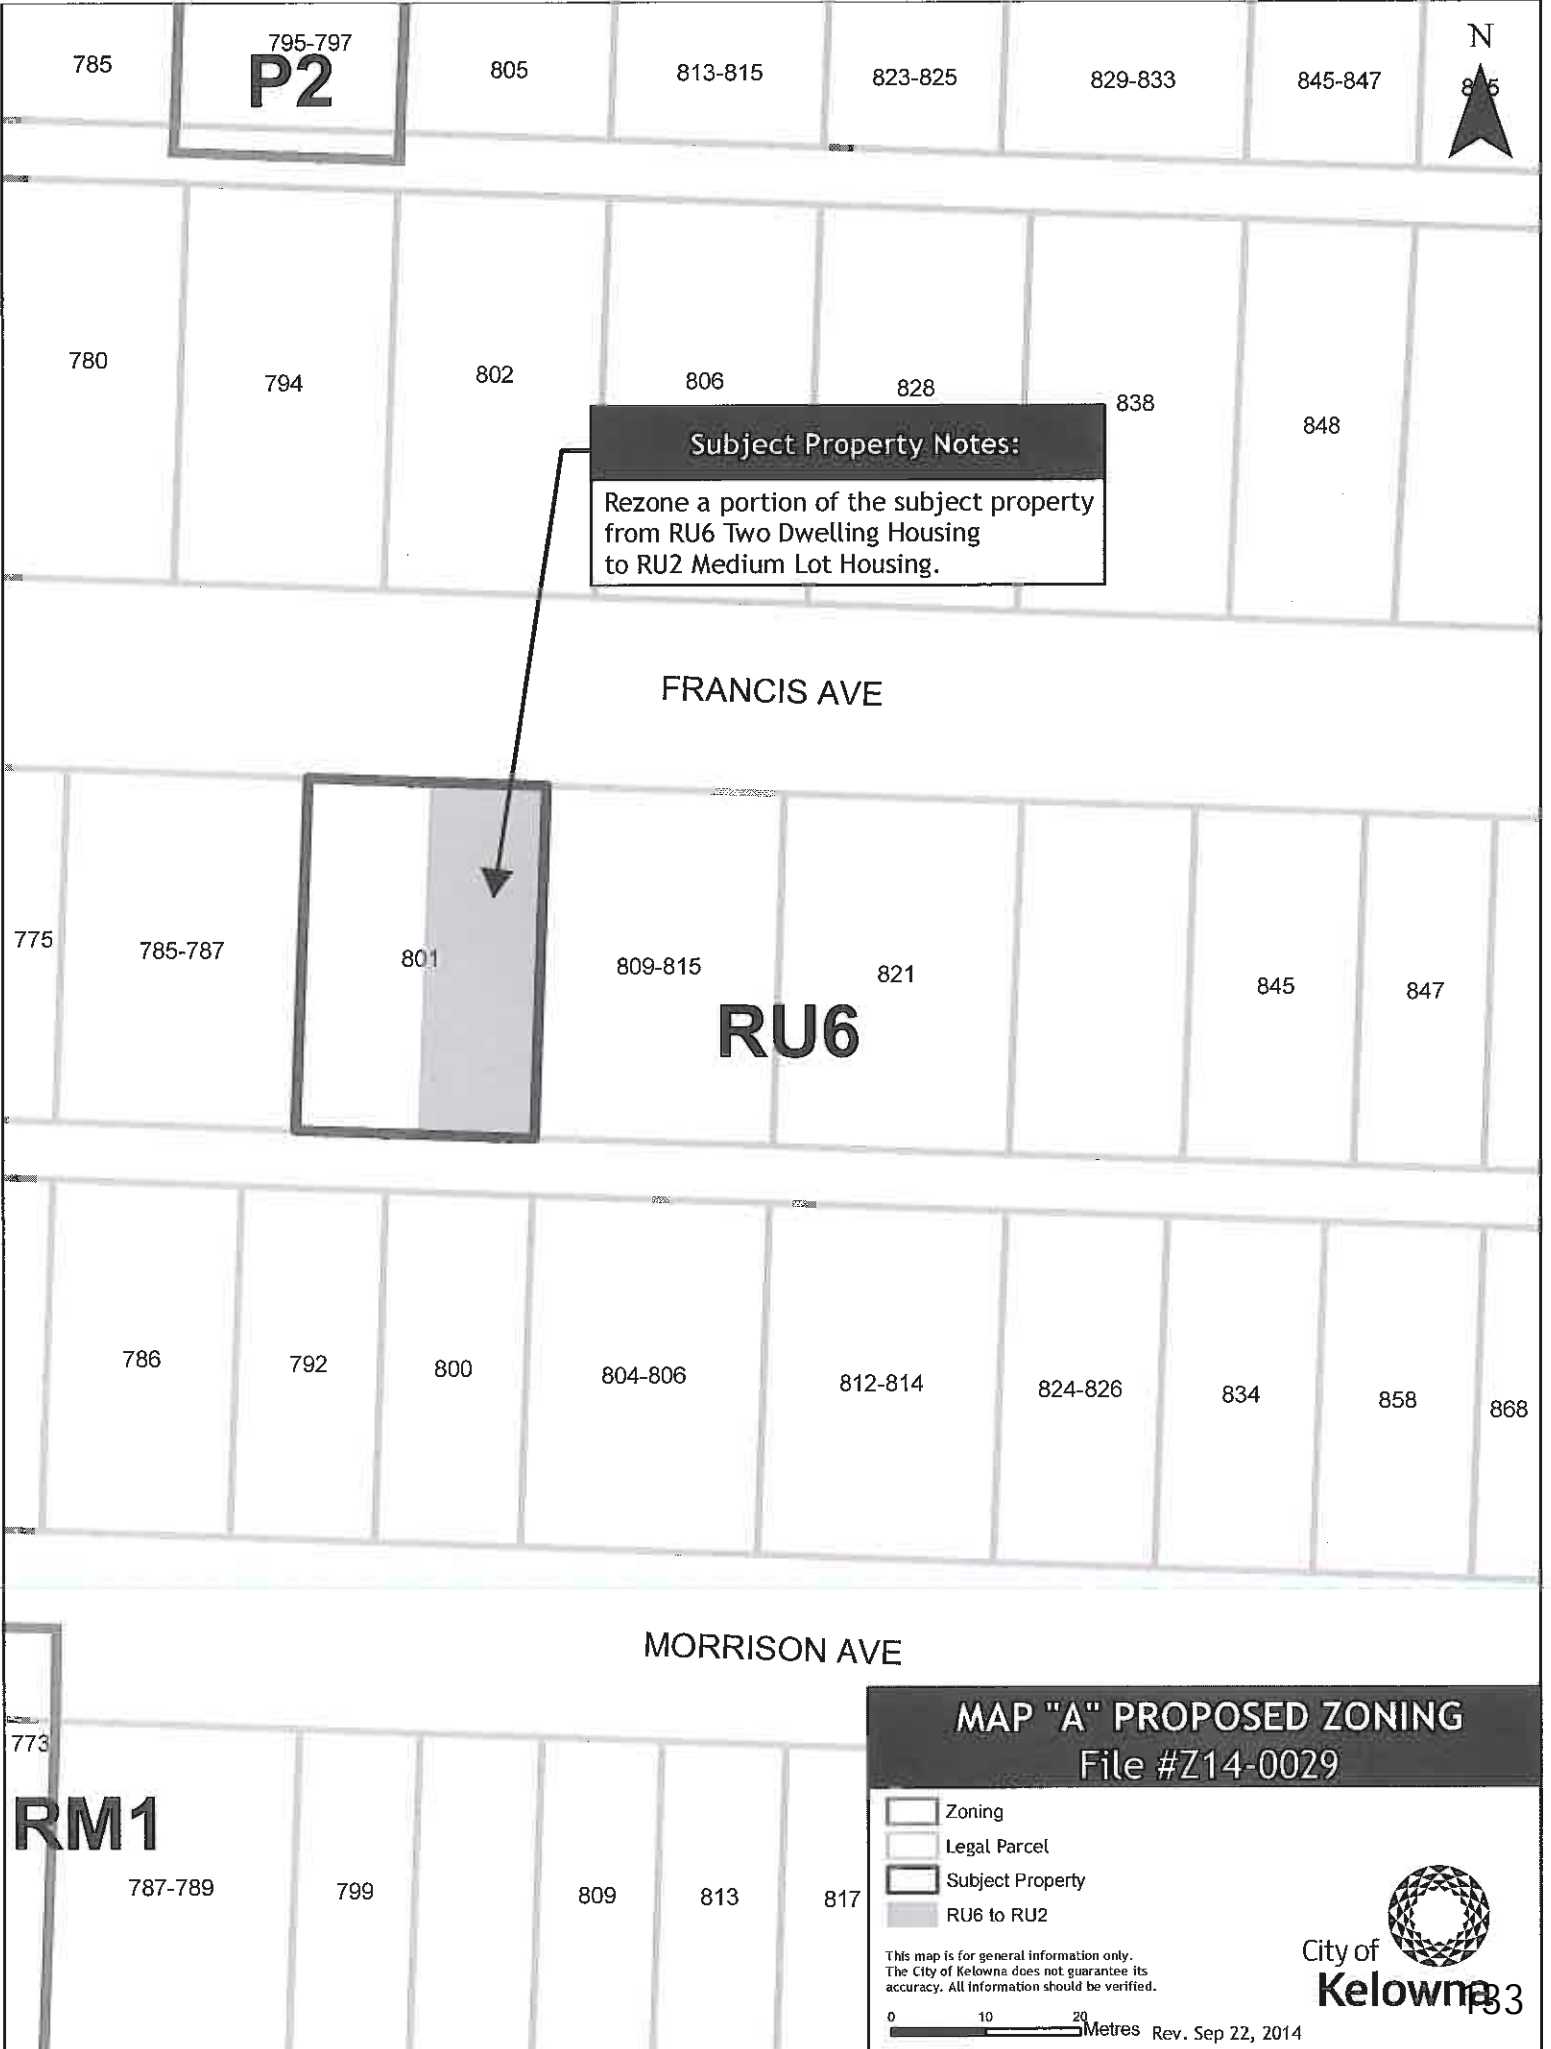 785
795-797
P2
805
813-815
823-825
829-833
845-847
N
780
794
802
806
828
838
848
Subject Property Notes:
Rezone a portion of the subject property
from RU6 Two Dwelling Housing
to RU2 Medium Lot Housing.
FRANCIS AVE
775
785-787
801
809-815
821
845
847
RU6
786
792
800
804-806
812-814
824-826
834
858
868
MORRISON AVE
773
RM1
787-789
799
809
813
817
MAP "A" PROPOSED ZONING
File #Z14-0029
Zoning
Legal Parcel
Subject Property
RU6 to RU2
This map is for general information only.
The City of Kelowna does not guarantee its
accuracy. All information should be verified.
0 10 20 Metres
Rev. Sep 22, 2014
City of
Kelowna
133